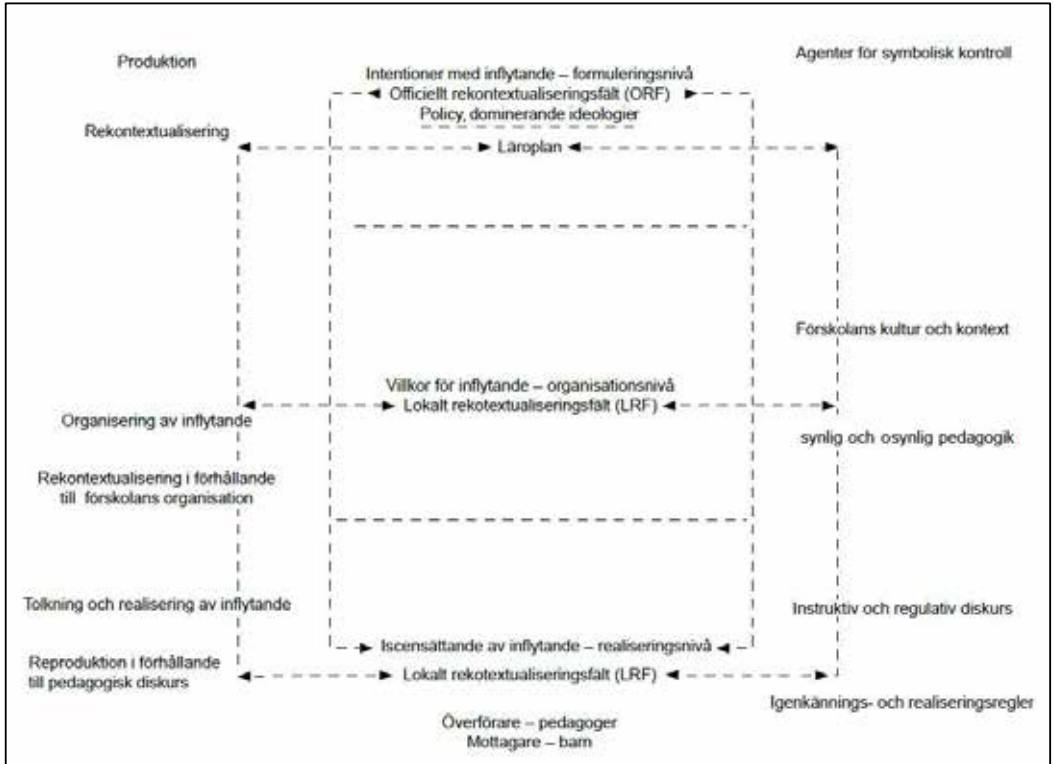 Produktion
Agenter för symbolisk kontroll
Intentioner med inflytande – formuleringsnivå
Officiellt rekontextualiseringsfält (ORF)
Policy, dominerande ideologier
Rekontextualisering
Läroplan
Förskolans kultur och kontext
Villkor för inflytande – organisationsnivå
Lokalt rekotextualiseringsfält (LRF)
Organisering av inflytande
synlig och osynlig pedagogik
Rekontextualisering i förhållande
till förskolans organisation
Tolkning och realisering av inflytande
Instruktiv och regulativ diskurs
Iscensättande av inflytande – realiseringsnivå
Reproduktion i förhållande
till pedagogisk diskurs
Lokalt rekotextualiseringsfält (LRF)
Igenkännings- och realiseringsregler
Överförare – pedagoger
Mottagare – barn